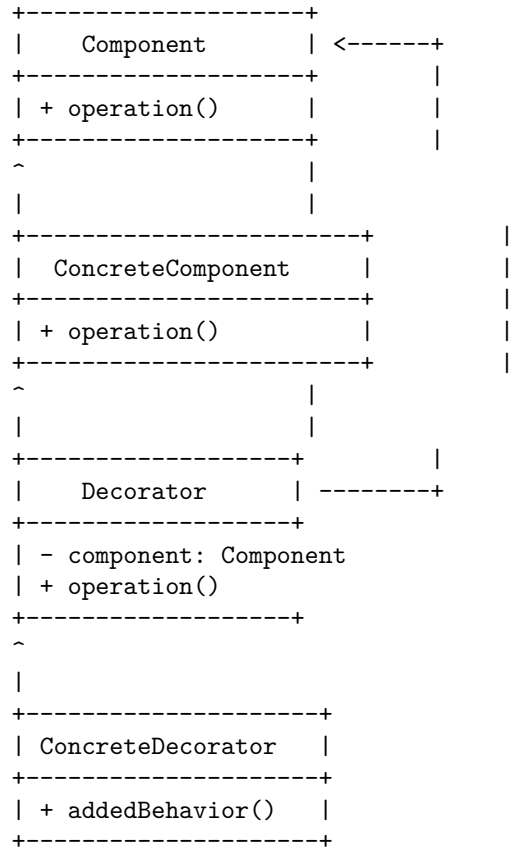 +--------------------+
|    Component       | <------+
+--------------------+        |
| + operation()      |        |
+--------------------+        |
^                    |
|                    |
+------------------------+         |
|  ConcreteComponent     |         |
+------------------------+         |
| + operation()          |         |
+------------------------+         |
^                    |
|                    |
+-------------------+         |
|    Decorator      | --------+
+-------------------+
| - component: Component
| + operation()
+-------------------+
^
|
+---------------------+
| ConcreteDecorator   |
+---------------------+
| + addedBehavior()   |
+---------------------+